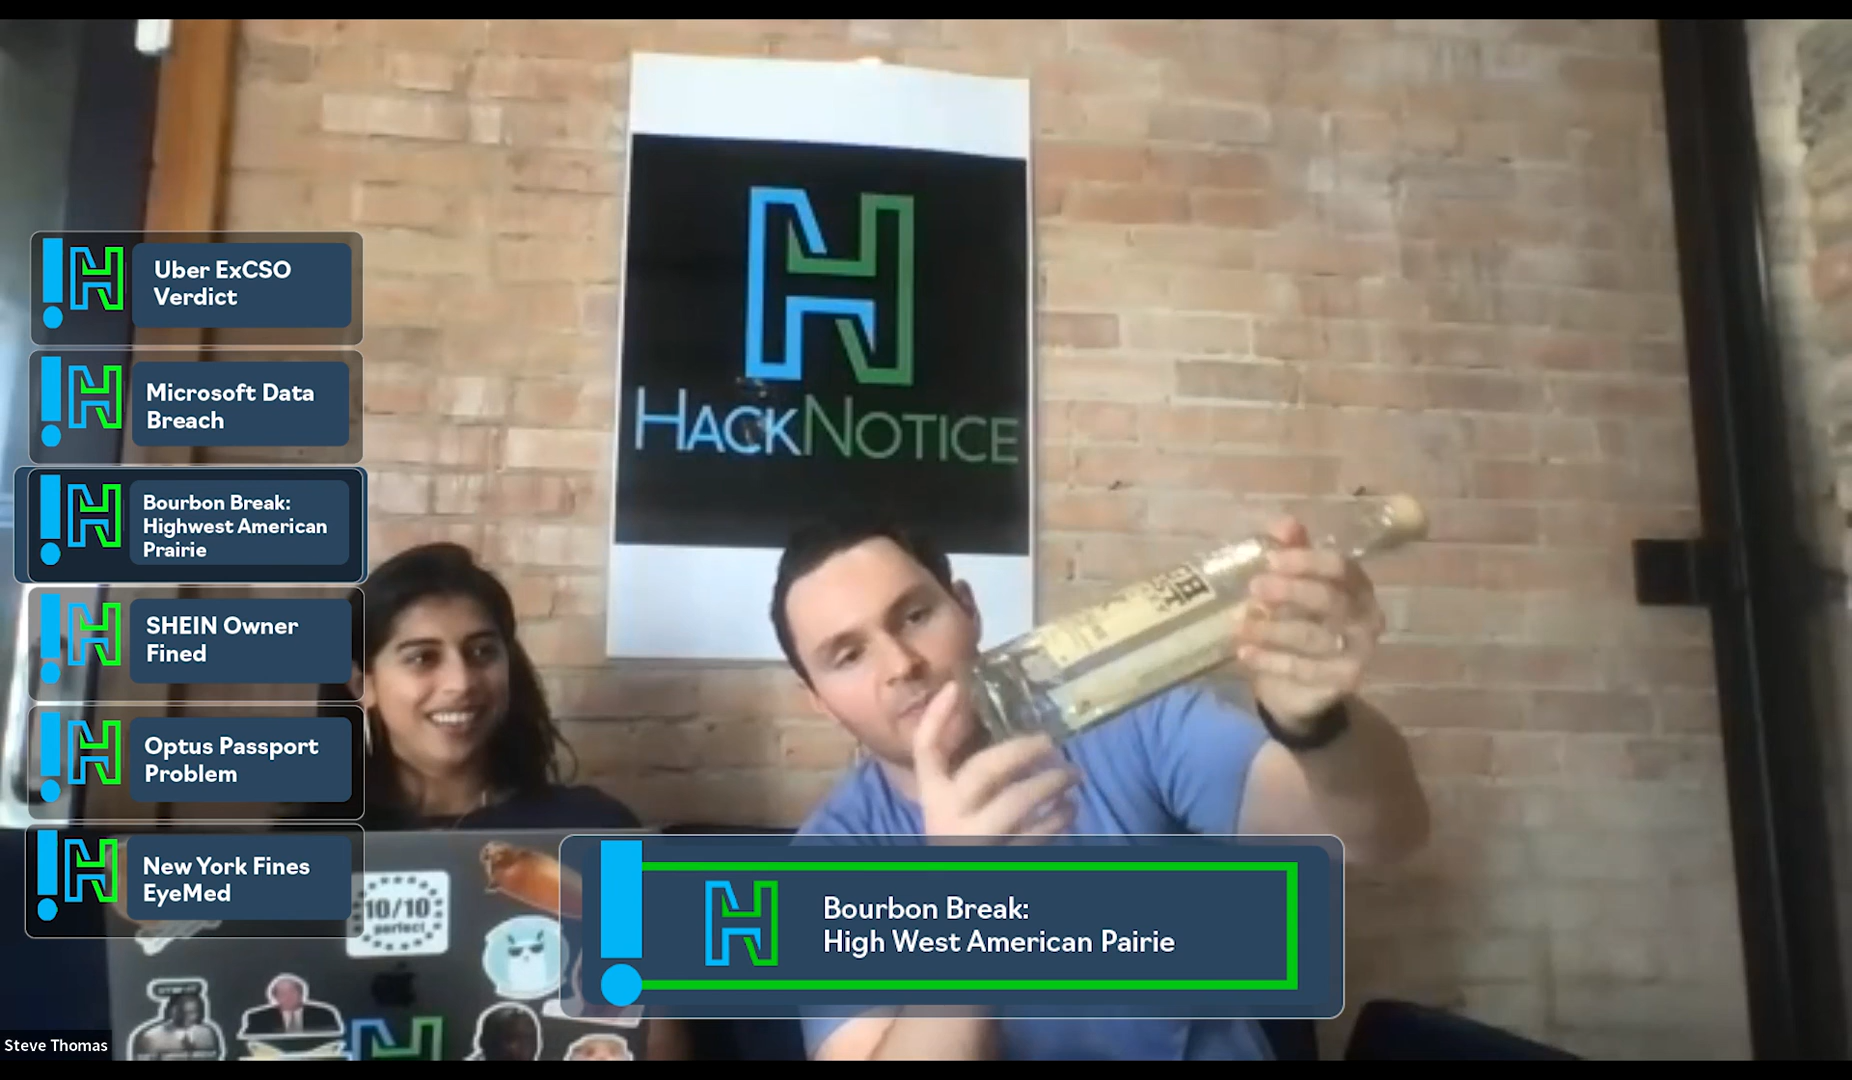 HACKNOTICE
Uber ExCSO
Verdict
Microsoft Data
Breach
Bourbon Break:
Highwest American
Prairie
SHEIN Owner
Fined
Optus Passport
Problem
New York Fines
EyeMed
10/10
perfect
Bourbon Break:
High West American Pairie
Steve Thomas